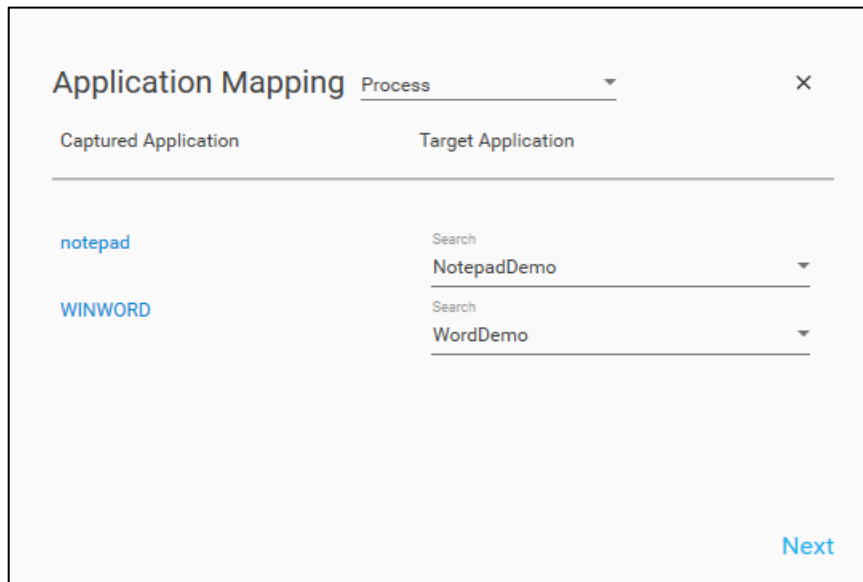 Application Mapping Process
Captured Application Target Application
notepad
Search
NotepadDemo
WINWORD
Search
WordDemo
Next